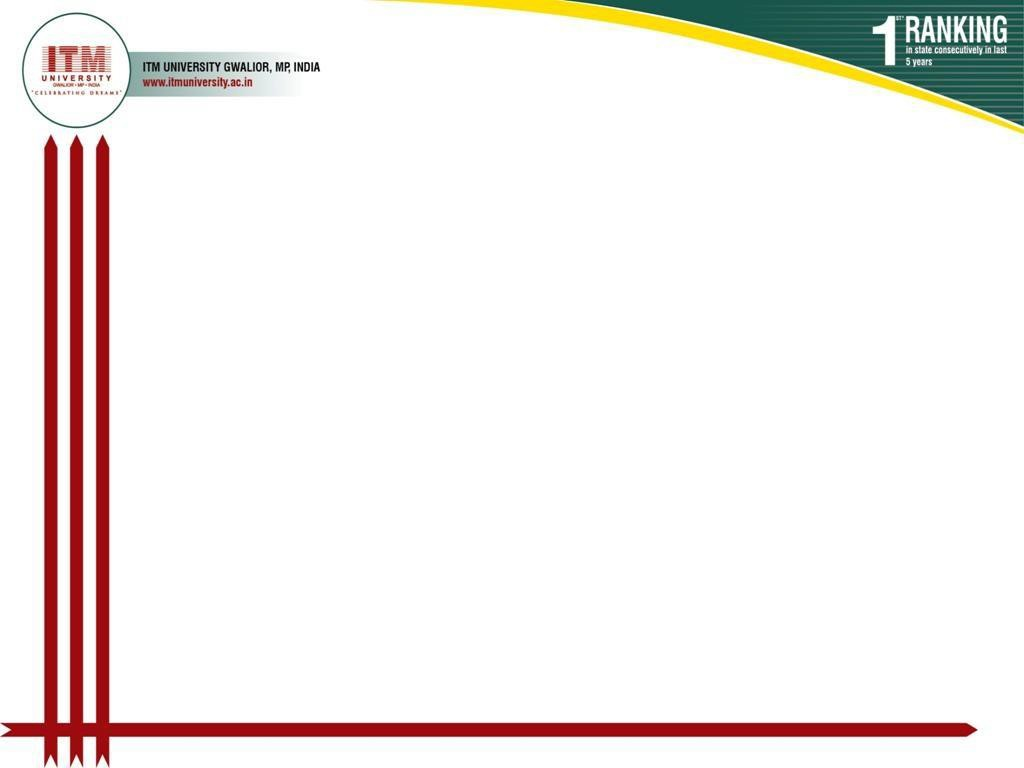 ITM
UNIVERSITY
GWALIOR • MP • INDIA
"CELEBRATING DREAMS"
ITM UNIVERSITY GWALIOR, MP, INDIA
www.itmuniversity.ac.in
1ST RANKING
in state consecutively in last
5 years